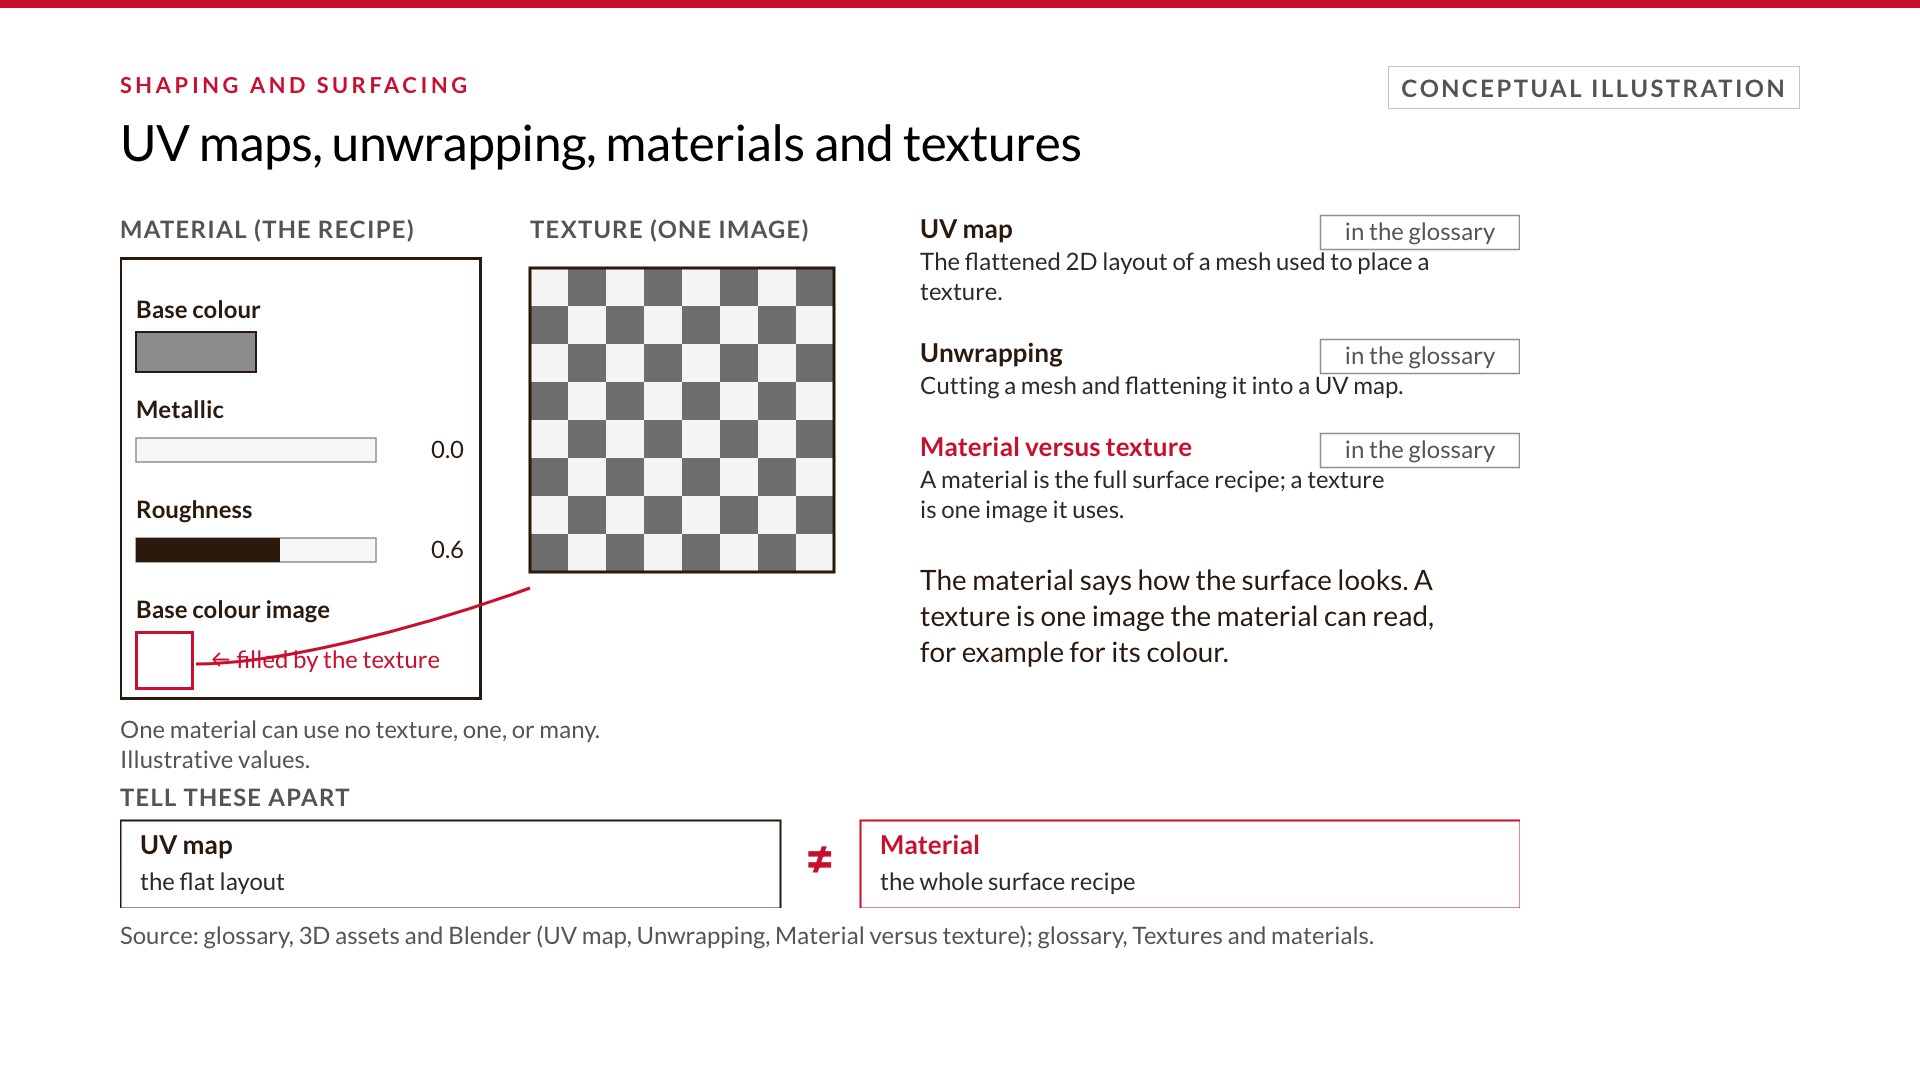 SHAPING AND SURFACING
CONCEPTUAL ILLUSTRATION
UV maps, unwrapping, materials and textures
MATERIAL (THE RECIPE)
Base colour
Metallic
0.0
Roughness
0.6
Base colour image
⇐ filled by the texture
One material can use no texture, one, or many.
Illustrative values.
TEXTURE (ONE IMAGE)
UV map
in the glossary
The flattened 2D layout of a mesh used to place a
texture.
Unwrapping
in the glossary
Cutting a mesh and flattening it into a UV map.
Material versus texture
in the glossary
A material is the full surface recipe; a texture
is one image it uses.
The material says how the surface looks. A
texture is one image the material can read,
for example for its colour.
TELL THESE APART
UV map
the flat layout
≠
Material
the whole surface recipe
Source: glossary, 3D assets and Blender (UV map, Unwrapping, Material versus texture); glossary, Textures and materials.